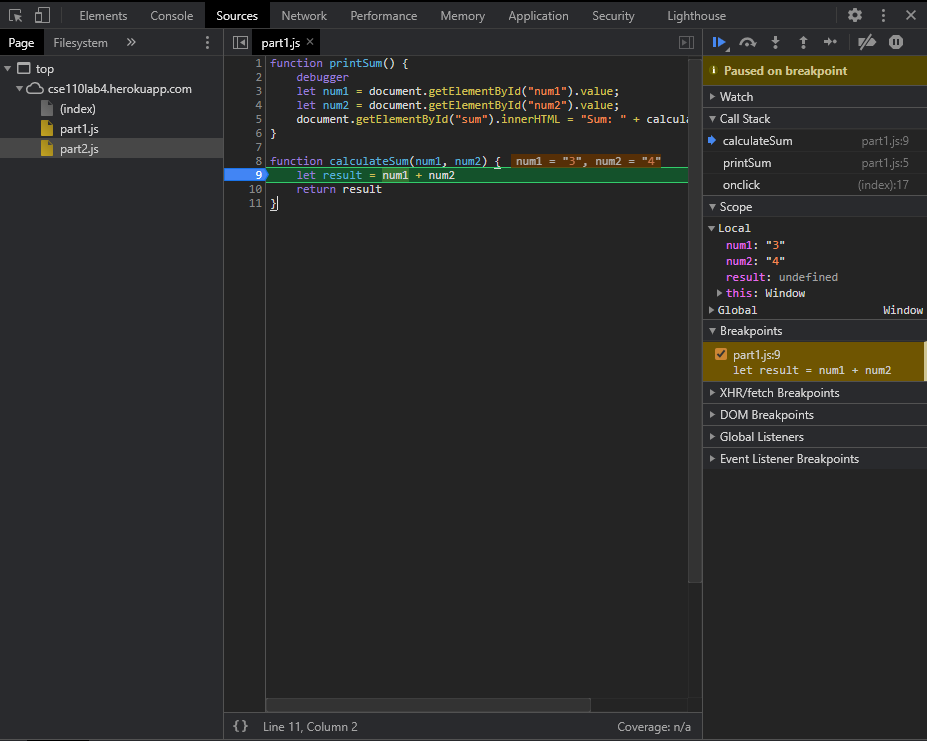 Elements Console Sources Network Performance Memory Application Security Lighthouse
Page Filesystem
top
cse110lab4.herokuapp.com
(index)
part1.js
part2.js
part1.js ×
1 function printSum() {
2 debugger
3 let num1 = document.getElementById("num1").value;
4 let num2 = document.getElementById("num2").value;
5 document.getElementById("sum").innerHTML = "Sum: " + calcula
6 }
7
8 function calculateSum(num1, num2) { num1 = "3", num2 = "4"
9 let result = num1 + num2
10 return result
11 }
{} Line 11, Column 2 Coverage: n/a
Paused on breakpoint
Watch
Call Stack
calculateSum part1.js:9
printSum part1.js:5
onclick (index):17
Scope
Local
num1: "3"
num2: "4"
result: undefined
this: Window
Global Window
Breakpoints
part1.js:9
let result = num1 + num2
XHR/fetch Breakpoints
DOM Breakpoints
Global Listeners
Event Listener Breakpoints